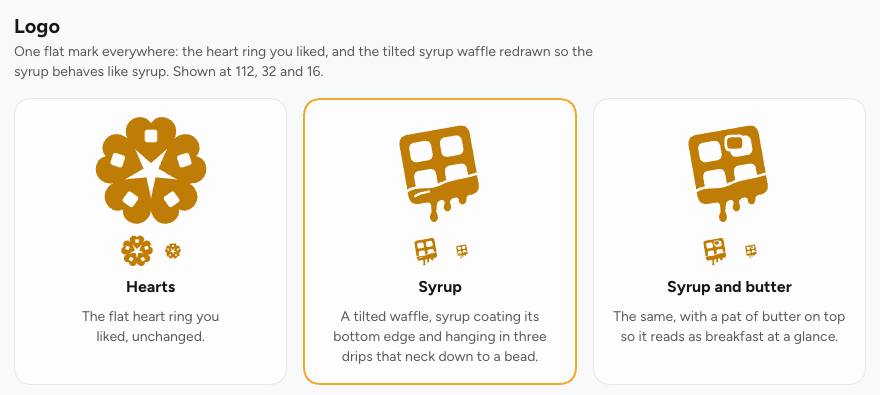 Logo
One flat mark everywhere: the heart ring you liked, and the tilted syrup waffle redrawn so the
syrup behaves like syrup. Shown at 112, 32 and 16.
Hearts
The flat heart ring you
liked, unchanged.
Syrup
A tilted waffle, syrup coating its
bottom edge and hanging in three
drips that neck down to a bead.
Syrup and butter
The same, with a pat of butter on top
so it reads as breakfast at a glance.